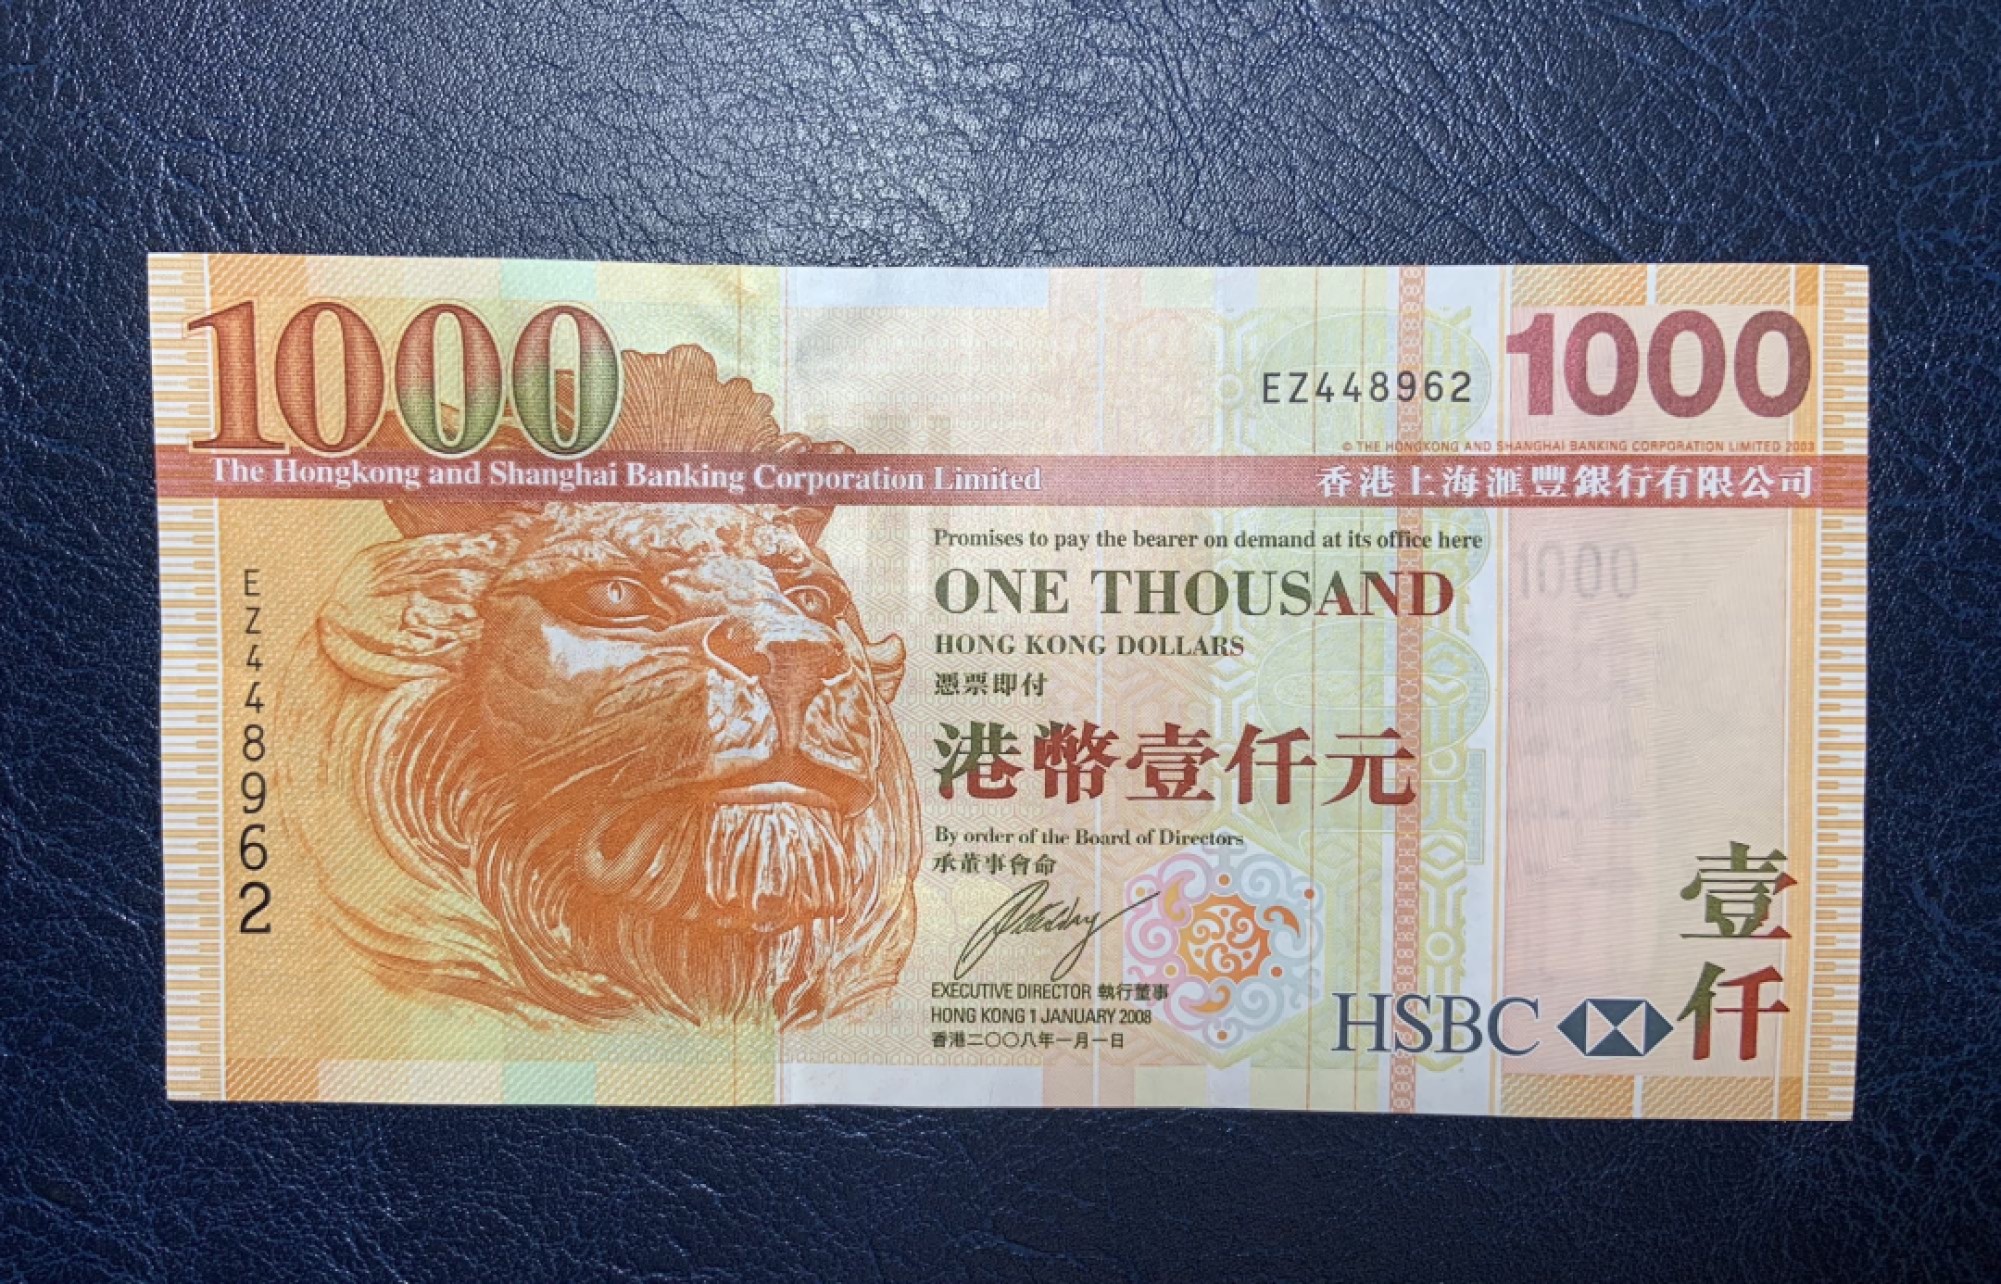 1000
EZ448962
1000
© THE HONGKONG AND SHANGHAI BANKING CORPORATION LIMITED 2003
The Hongkong and Shanghai Banking Corporation Limited
香港上海滙豐銀行有限公司
Promises to pay the bearer on demand at its office here
1000
ONE THOUSAND
HONG KONG DOLLARS
憑票即付
港幣壹仟元
EZ448962
By order of the Board of Directors
承董事會命
EXECUTIVE DIRECTOR 執行董事
HONG KONG 1 JANUARY 2008
香港二〇〇八年一月一日
HSBC
壹仟